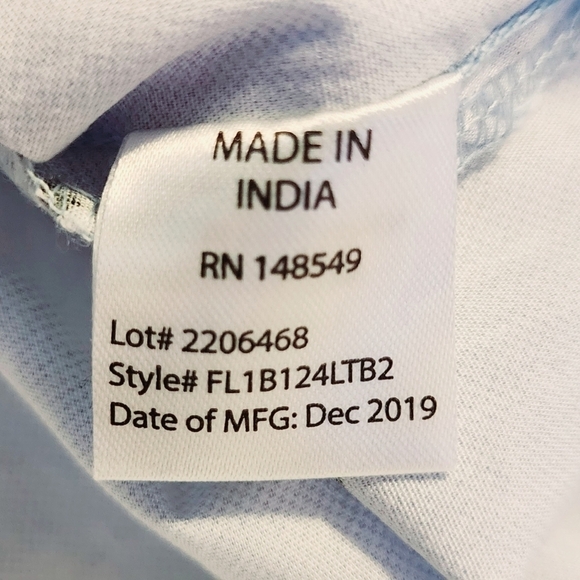 MADE IN
INDIA
RN 148549
Lot# 2206468
Style# FL1B124LTB2
Date of MFG: Dec 2019